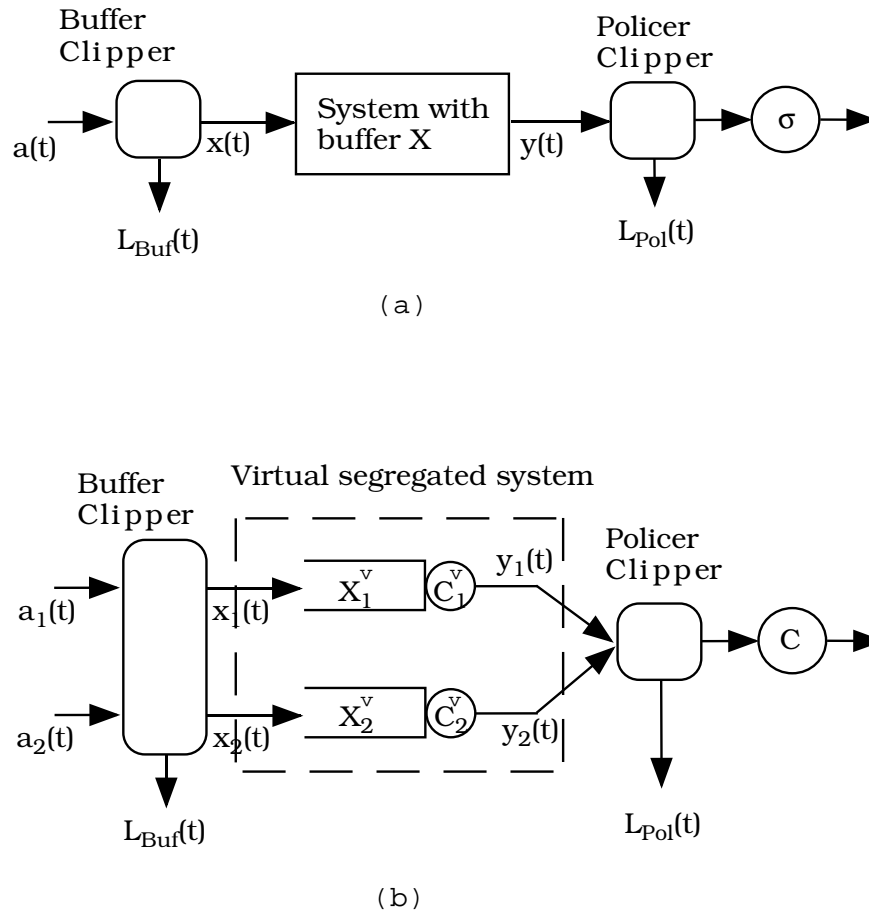 Buffer
Clipper
Policer
Clipper
System with
buffer X
σ
a(t)
x(t)
y(t)
L_Buf(t)
L_Pol(t)
(a)
Virtual segregated system
Buffer
Clipper
Policer
Clipper
a_1(t)
x_1(t)
X_1^v
C_1^v
y_1(t)
C
a_2(t)
x_2(t)
X_2^v
C_2^v
y_2(t)
L_Buf(t)
L_Pol(t)
(b)